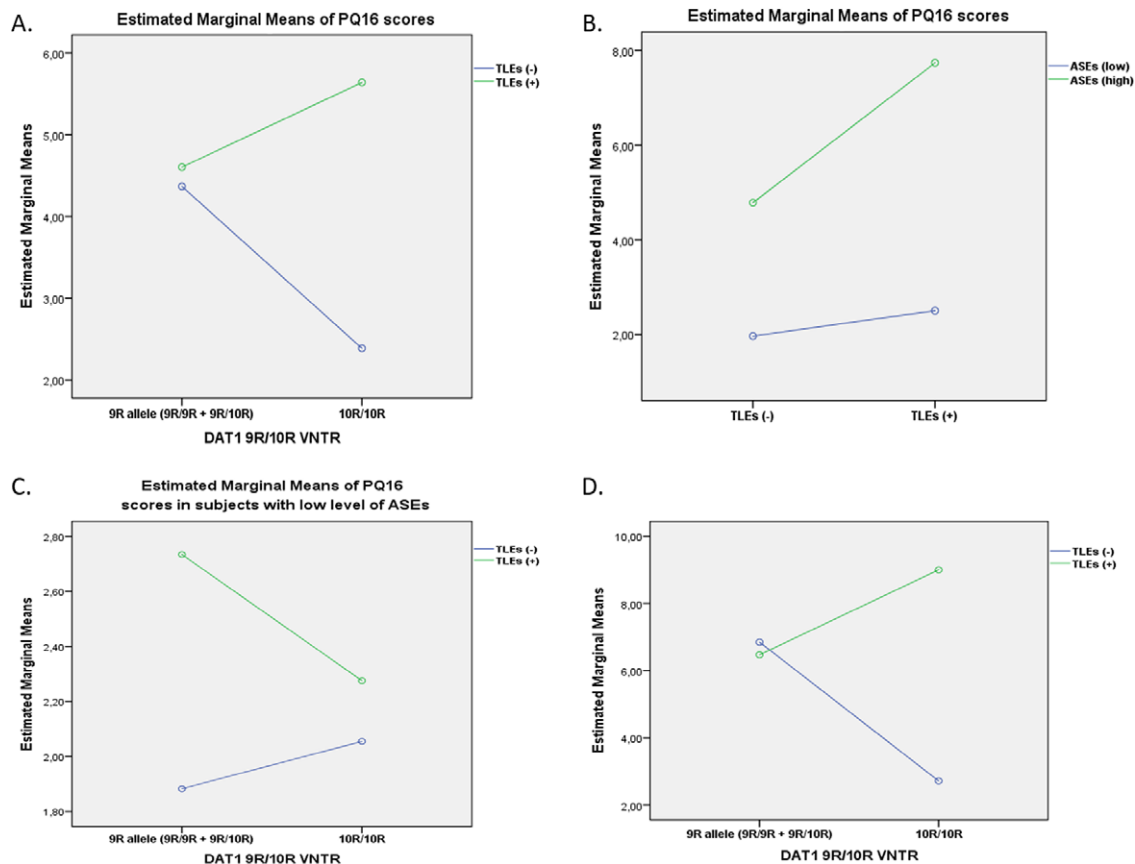 A.
Estimated Marginal Means of PQ16 scores
Estimated Marginal Means
6,00
5,00
4,00
3,00
2,00
9R allele (9R/9R + 9R/10R)
10R/10R
DAT1 9R/10R VNTR
TLEs (-)
TLEs (+)
B.
Estimated Marginal Means of PQ16 scores
Estimated Marginal Means
8,00
6,00
4,00
2,00
TLEs (-)
TLEs (+)
ASEs (low)
ASEs (high)
C.
Estimated Marginal Means of PQ16
scores in subjects with low level of ASEs
Estimated Marginal Means
2,80
2,60
2,40
2,20
2,00
1,80
9R allele (9R/9R + 9R/10R)
10R/10R
DAT1 9R/10R VNTR
TLEs (-)
TLEs (+)
D.
Estimated Marginal Means
10,00
8,00
6,00
4,00
2,00
9R allele (9R/9R + 9R/10R)
10R/10R
DAT1 9R/10R VNTR
TLEs (-)
TLEs (+)